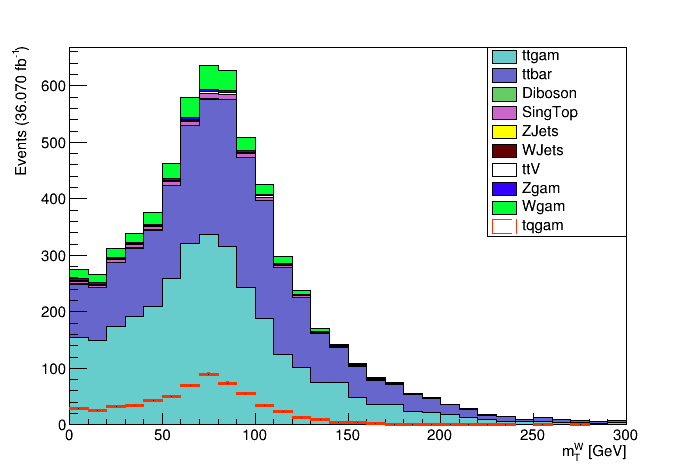 Events (36.070 fb⁻¹)
600
500
400
300
200
100
0
0 50 100 150 200 250 300
m_T^W [GeV]
ttgam
ttbar
Diboson
SingTop
ZJets
WJets
ttV
Zgam
Wgam
tqgam